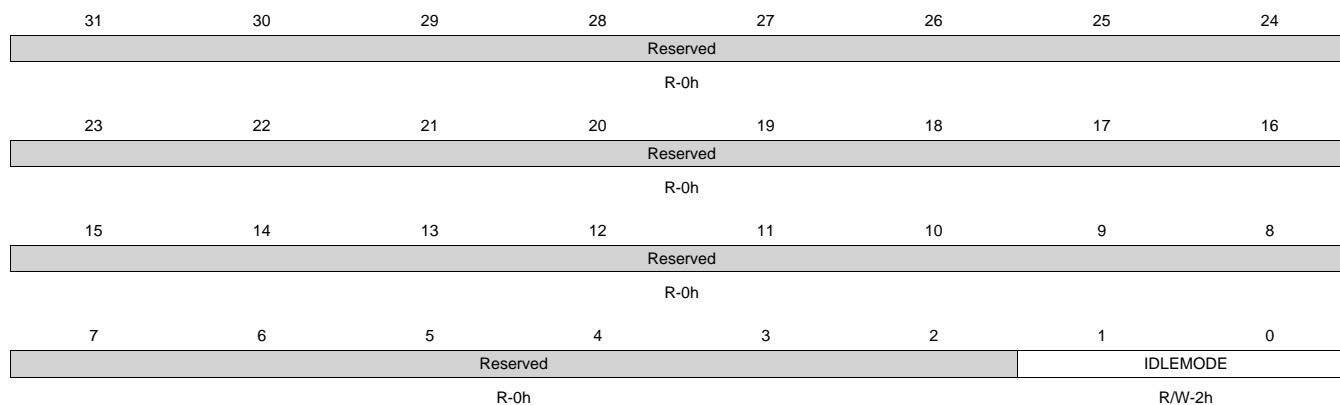 31 30 29 28 27 26 25 24
Reserved
R-0h
23 22 21 20 19 18 17 16
Reserved
R-0h
15 14 13 12 11 10 9 8
Reserved
R-0h
7 6 5 4 3 2 1 0
Reserved IDLEMODE
R-0h R/W-2h